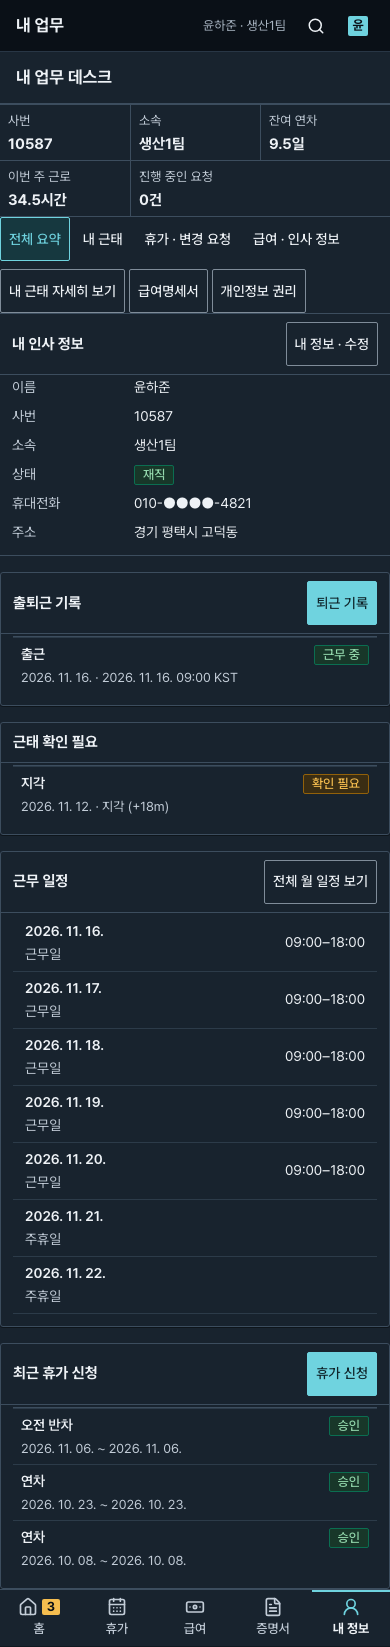 내 업무
윤하준 · 생산1팀
윤
내 업무 데스크
사번
10587
소속
생산1팀
잔여 연차
9.5일
이번 주 근로
34.5시간
진행 중인 요청
0건
전체 요약
내 근태
휴가 · 변경 요청
급여 · 인사 정보
내 근태 자세히 보기
급여명세서
개인정보 권리
내 인사 정보
내 정보 · 수정
이름 윤하준
사번 10587
소속 생산1팀
상태 재직
휴대전화 010-●●●●-4821
주소 경기 평택시 고덕동
출퇴근 기록
퇴근 기록
출근
근무 중
2026. 11. 16. · 2026. 11. 16. 09:00 KST
근태 확인 필요
지각
확인 필요
2026. 11. 12. · 지각 (+18m)
근무 일정
전체 월 일정 보기
2026. 11. 16.
근무일
09:00–18:00
2026. 11. 17.
근무일
09:00–18:00
2026. 11. 18.
근무일
09:00–18:00
2026. 11. 19.
근무일
09:00–18:00
2026. 11. 20.
근무일
09:00–18:00
2026. 11. 21.
주휴일
2026. 11. 22.
주휴일
최근 휴가 신청
휴가 신청
오전 반차
승인
2026. 11. 06. ~ 2026. 11. 06.
연차
승인
2026. 10. 23. ~ 2026. 10. 23.
연차
승인
2026. 10. 08. ~ 2026. 10. 08.
3
홈
휴가
급여
증명서
내 정보